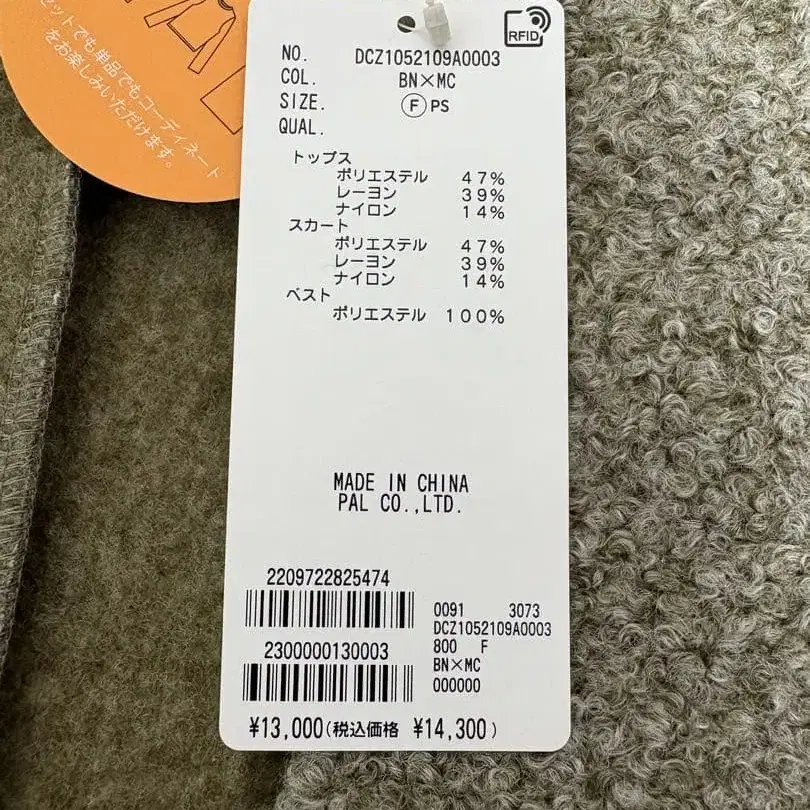 セットでも単品でもコーディネート
をお楽しみいただけます。
RFID
NO. DCZ1052109A0003
COL. BN×MC
SIZE. Ⓕ PS
QUAL.
トップス
ポリエステル 47%
レーヨン 39%
ナイロン 14%
スカート
ポリエステル 47%
レーヨン 39%
ナイロン 14%
ベスト
ポリエステル 100%
MADE IN CHINA
PAL CO.,LTD.
2209722825474
2300000130003
0091 3073
DCZ1052109A0003
800 F
BN×MC
000000
¥13,000(税込価格 ¥14,300)